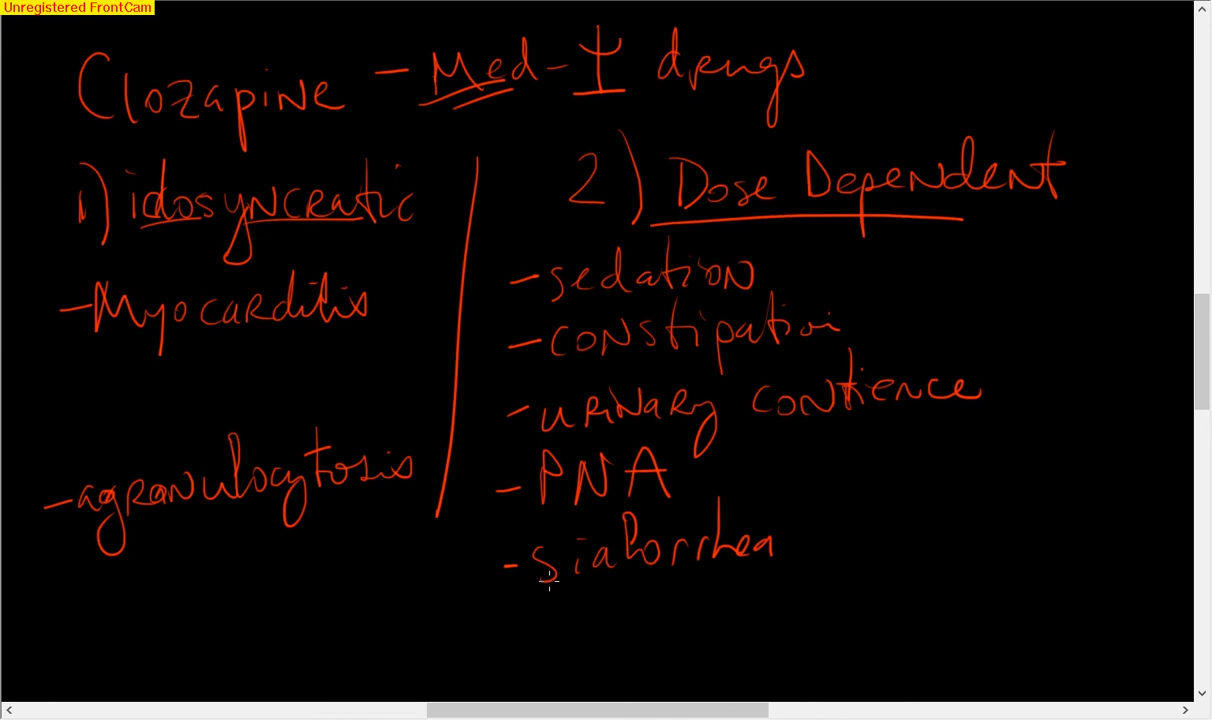 Unregistered FrontCam
Clozapine - Med - Ψ drugs
1) idosyncratic
- Myocarditis
- agranulocytosis
2) Dose Dependent
- sedation
- constipation
- urinary contience
- PNA
- sialorrhea